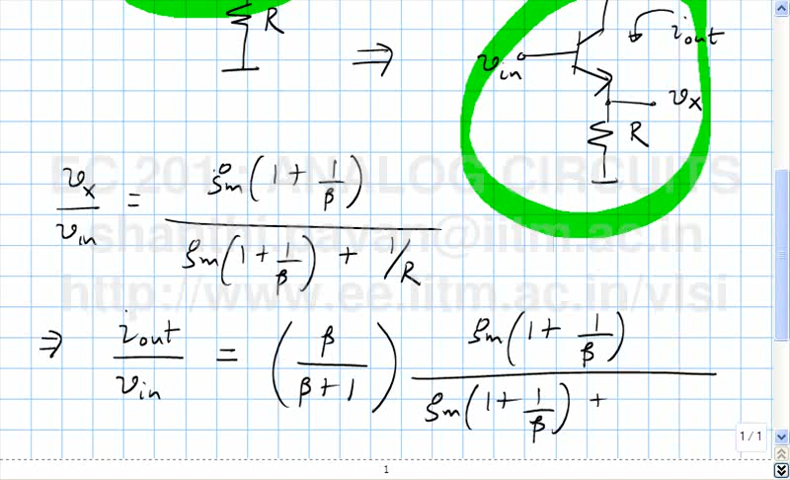 R
⇒
v_in
i_out
v_x
R
EC 201 : ANALOG CIRCUITS
shanthi.pavan@iitm.ac.in
http://www.ee.iitm.ac.in/vlsi
v_x / v_in = g_m(1 + 1/β) / (g_m(1 + 1/β) + 1/R)
⇒ i_out / v_in = (β / (β + 1)) g_m(1 + 1/β) / (g_m(1 + 1/β) +
1/1
1